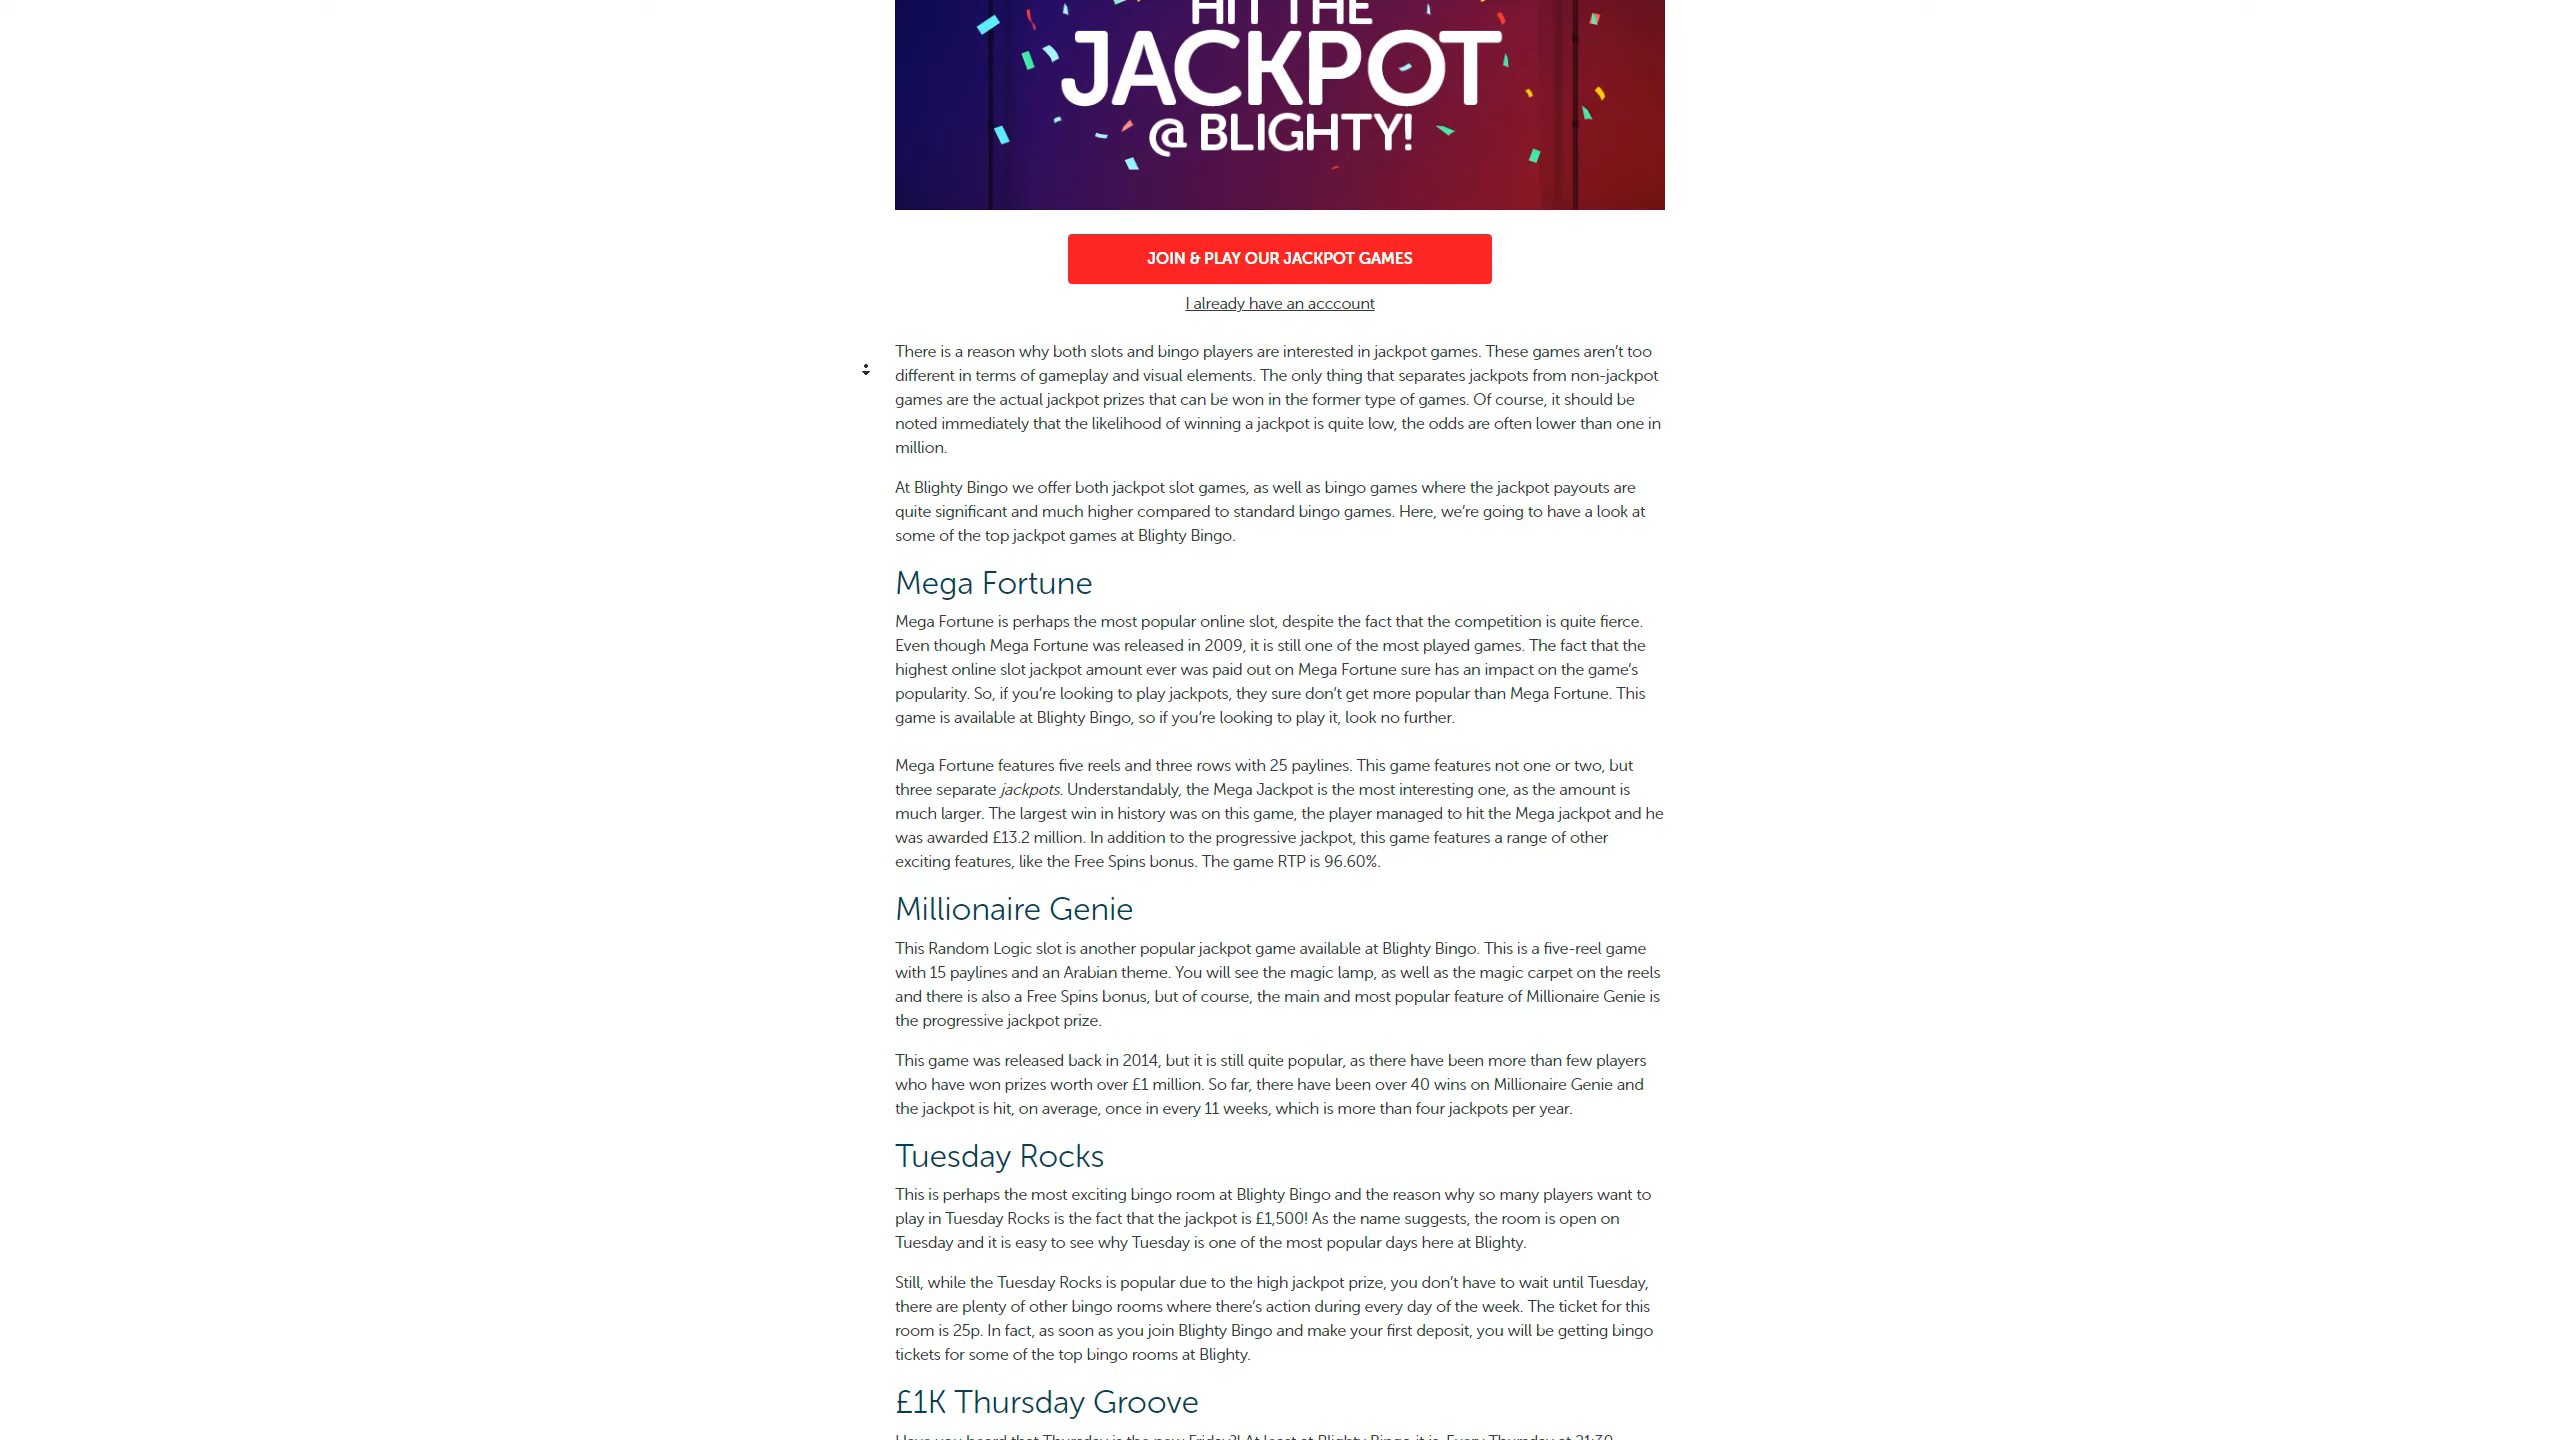 HIT THE
JACKPOT
@ BLIGHTY!
JOIN & PLAY OUR JACKPOT GAMES
I already have an acccount
There is a reason why both slots and bingo players are interested in jackpot games. These games aren’t too
different in terms of gameplay and visual elements. The only thing that separates jackpots from non-jackpot
games are the actual jackpot prizes that can be won in the former type of games. Of course, it should be
noted immediately that the likelihood of winning a jackpot is quite low, the odds are often lower than one in
million.
At Blighty Bingo we offer both jackpot slot games, as well as bingo games where the jackpot payouts are
quite significant and much higher compared to standard bingo games. Here, we’re going to have a look at
some of the top jackpot games at Blighty Bingo.
Mega Fortune
Mega Fortune is perhaps the most popular online slot, despite the fact that the competition is quite fierce.
Even though Mega Fortune was released in 2009, it is still one of the most played games. The fact that the
highest online slot jackpot amount ever was paid out on Mega Fortune sure has an impact on the game’s
popularity. So, if you’re looking to play jackpots, they sure don’t get more popular than Mega Fortune. This
game is available at Blighty Bingo, so if you’re looking to play it, look no further.
Mega Fortune features five reels and three rows with 25 paylines. This game features not one or two, but
three separate jackpots. Understandably, the Mega Jackpot is the most interesting one, as the amount is
much larger. The largest win in history was on this game, the player managed to hit the Mega jackpot and he
was awarded £13.2 million. In addition to the progressive jackpot, this game features a range of other
exciting features, like the Free Spins bonus. The game RTP is 96.60%.
Millionaire Genie
This Random Logic slot is another popular jackpot game available at Blighty Bingo. This is a five-reel game
with 15 paylines and an Arabian theme. You will see the magic lamp, as well as the magic carpet on the reels
and there is also a Free Spins bonus, but of course, the main and most popular feature of Millionaire Genie is
the progressive jackpot prize.
This game was released back in 2014, but it is still quite popular, as there have been more than few players
who have won prizes worth over £1 million. So far, there have been over 40 wins on Millionaire Genie and
the jackpot is hit, on average, once in every 11 weeks, which is more than four jackpots per year.
Tuesday Rocks
This is perhaps the most exciting bingo room at Blighty Bingo and the reason why so many players want to
play in Tuesday Rocks is the fact that the jackpot is £1,500! As the name suggests, the room is open on
Tuesday and it is easy to see why Tuesday is one of the most popular days here at Blighty.
Still, while the Tuesday Rocks is popular due to the high jackpot prize, you don’t have to wait until Tuesday,
there are plenty of other bingo rooms where there’s action during every day of the week. The ticket for this
room is 25p. In fact, as soon as you join Blighty Bingo and make your first deposit, you will be getting bingo
tickets for some of the top bingo rooms at Blighty.
£1K Thursday Groove
Have you heard that Thursday is the new Friday?! At least at Blighty Bingo it is. Every Thursday at 21:30